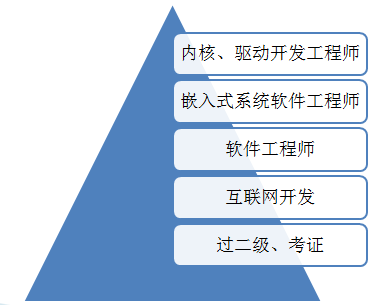 内核、驱动开发工程师
嵌入式系统软件工程师
软件工程师
互联网开发
过二级、考证